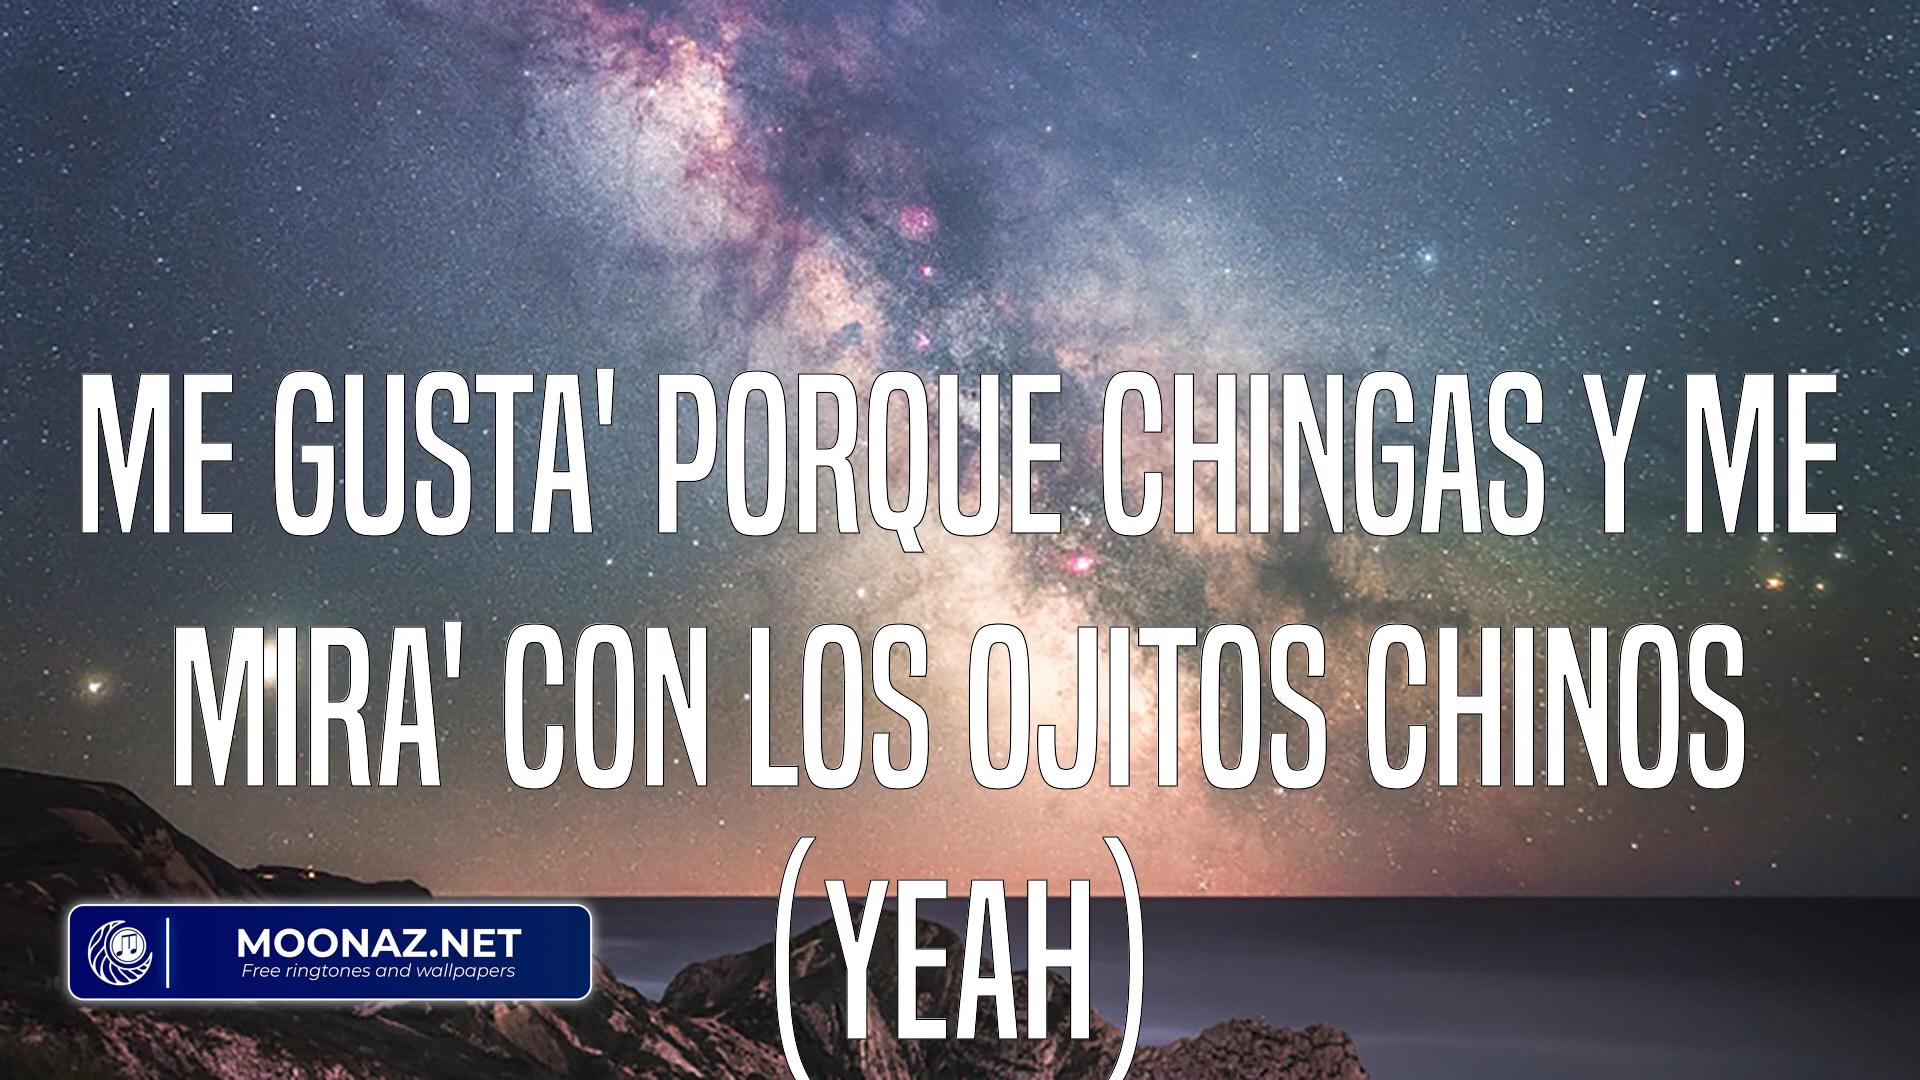 ME GUSTA' PORQUE CHINGAS Y ME
MIRA' CON LOS OJITOS CHINOS
(YEAH)
MOONAZ.NET
Free ringtones and wallpapers